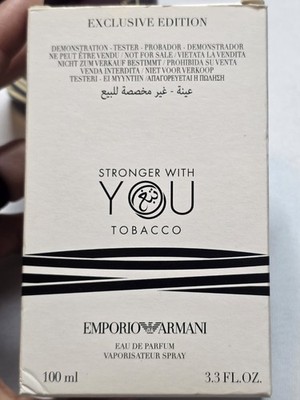 EXCLUSIVE EDITION
DEMONSTRATION - TESTER - PROBADOR - DEMONSTRADOR
NE PEUT ÊTRE VENDU / NOT FOR SALE / VIETATA LA VENDITA
NICHT ZUM VERKAUF BESTIMMT / PROHIBIDA SU VENTA
VENDA INTERDITA / NIET VOOR VERKOOP
TESTERI - EI MYYNTIIN /ΑΠΑΓΟΡΕΥΕΤΑΙ Η ΠΩΛΗΣΗ
عينة - غير مخصصة للبيع
STRONGER WITH
YOU
تبغ
TOBACCO
EMPORIO ARMANI
EAU DE PARFUM
VAPORISATEUR SPRAY
100 ml 3.3 FL.OZ.